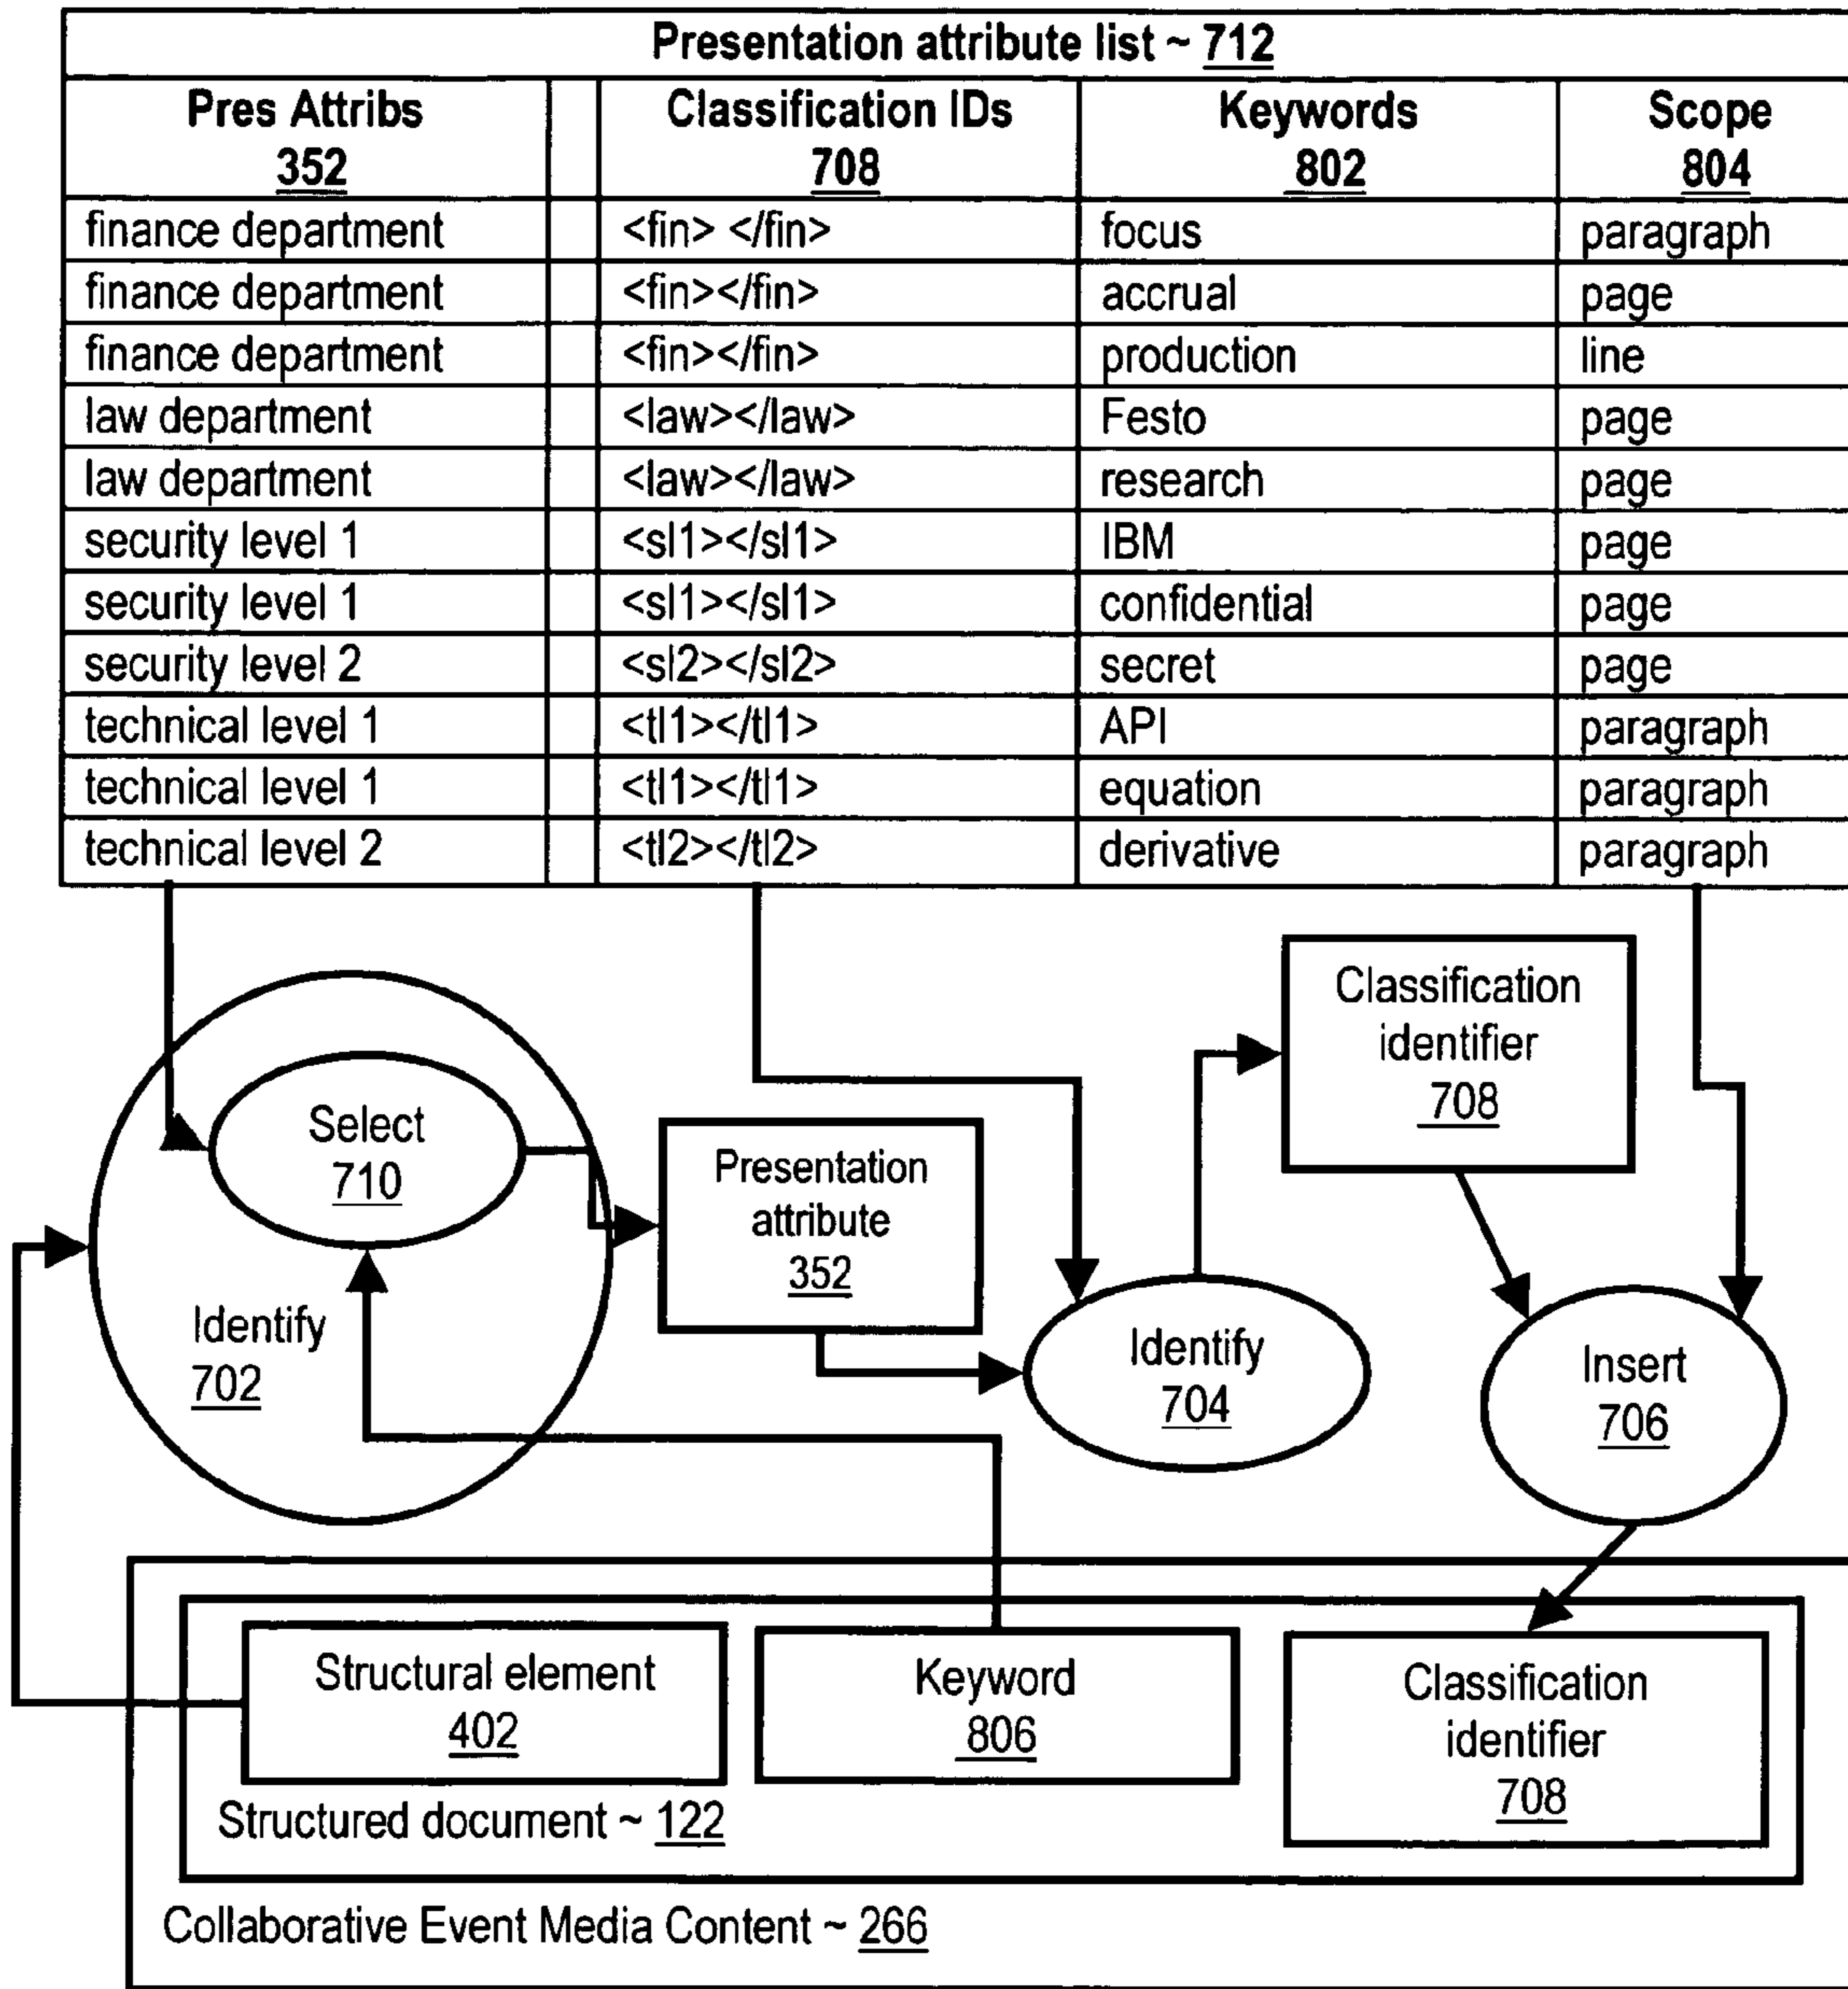 Presentation attribute list ~ 712
Pres Attribs Classification IDs Keywords Scope
352 708 802 804
finance department <fin> </fin> focus paragraph
finance department <fin></fin> accrual page
finance department <fin></fin> production line
law department <law></law> Festo page
law department <law></law> research page
security level 1 <sl1></sl1> IBM page
security level 1 <sl1></sl1> confidential page
security level 2 <sl2></sl2> secret page
technical level 1 <tl1></tl1> API paragraph
technical level 1 <tl1></tl1> equation paragraph
technical level 2 <tl2></tl2> derivative paragraph
Classification
identifier
708
Select
710
Presentation
attribute
352
Identify
702
Identify
704
Insert
706
Structural element
402
Keyword
806
Classification
identifier
708
Structured document ~ 122
Collaborative Event Media Content ~ 266